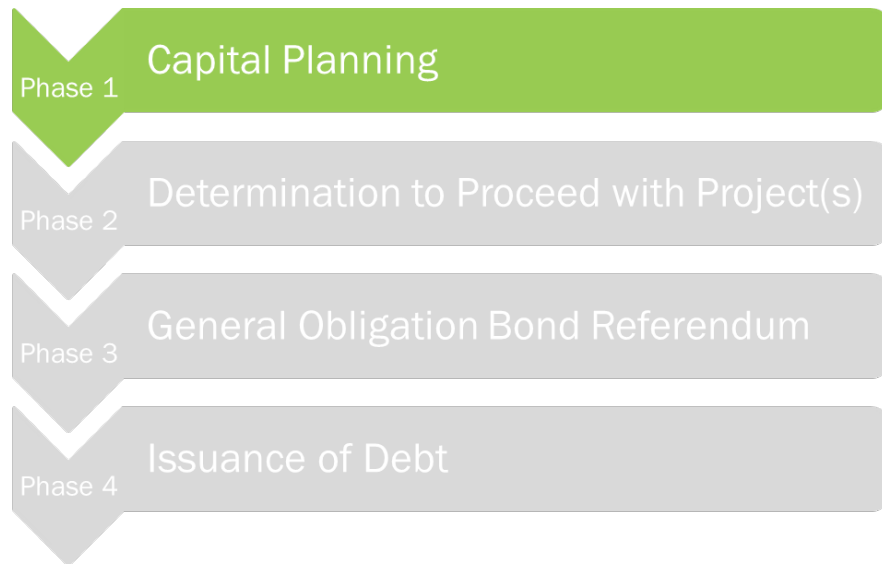 Phase 1
Capital Planning
Phase 2
Determination to Proceed with Project(s)
Phase 3
General Obligation Bond Referendum
Phase 4
Issuance of Debt